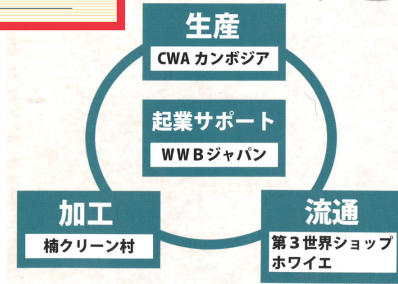 生産
CWA カンボジア
起業サポート
WWBジャパン
加工
楠クリーン村
流通
第3世界ショップ
ホワイエ